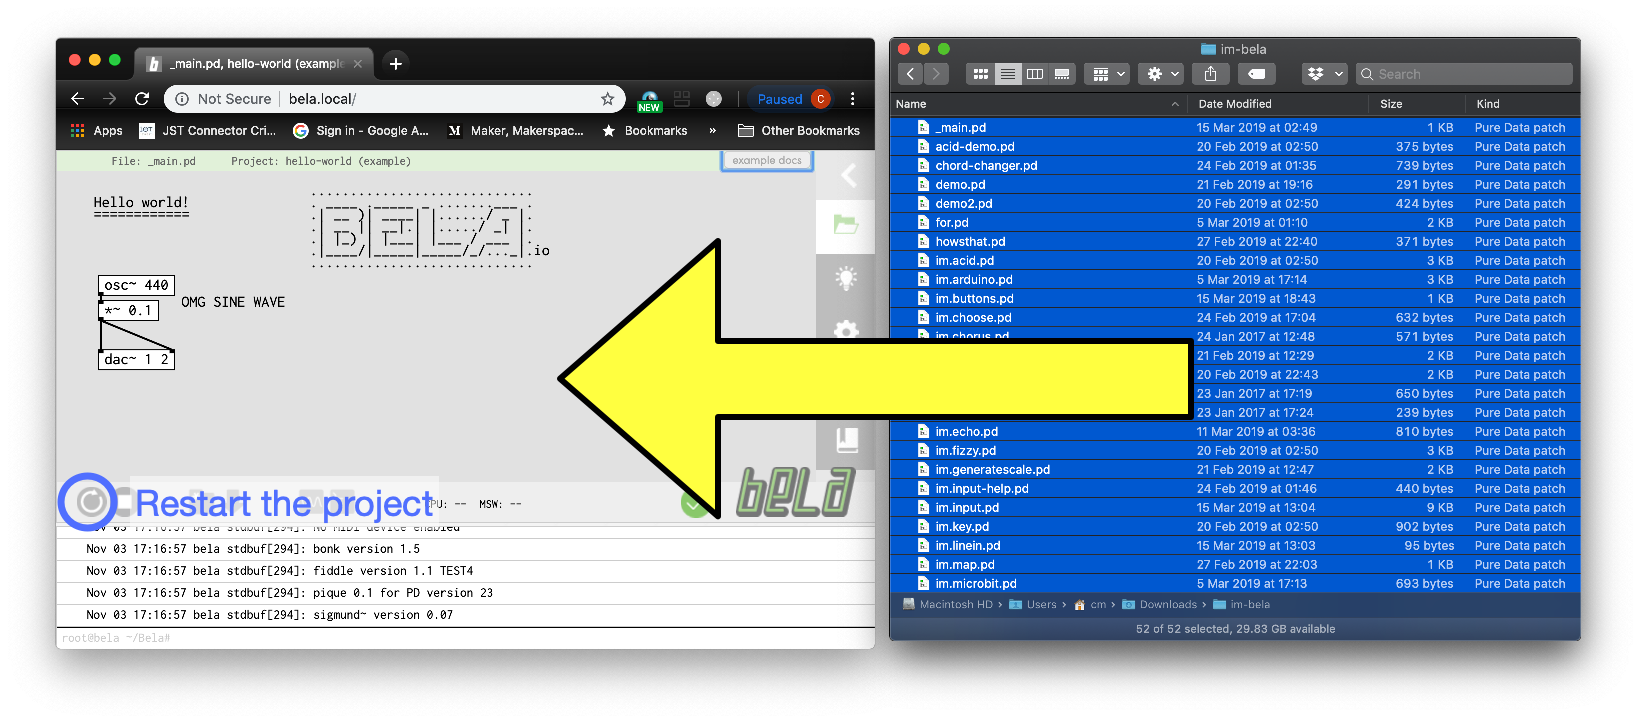 _main.pd, hello-world (example
Not Secure
bela.local/
NEW
Paused
C
Apps
JOT
JST Connector Cri...
Sign in - Google A...
M
Maker, Makerspac...
Bookmarks
»
Other Bookmarks
File: _main.pd
Project: hello-world (example)
example docs
Hello world!
============
BELA
.io
osc~ 440
*~ 0.1
OMG SINE WAVE
dac~ 1 2
bela
Restart the project
PU: --
MSW: --
Nov 03 17:16:57 bela stdbuf[294]: No MIDI device enabled
Nov 03 17:16:57 bela stdbuf[294]: bonk version 1.5
Nov 03 17:16:57 bela stdbuf[294]: fiddle version 1.1 TEST4
Nov 03 17:16:57 bela stdbuf[294]: pique 0.1 for PD version 23
Nov 03 17:16:57 bela stdbuf[294]: sigmund~ version 0.07
root@bela ~/Bela#
im-bela
Search
Name Date Modified Size Kind
_main.pd 15 Mar 2019 at 02:49 1 KB Pure Data patch
acid-demo.pd 20 Feb 2019 at 02:50 375 bytes Pure Data patch
chord-changer.pd 24 Feb 2019 at 01:35 739 bytes Pure Data patch
demo.pd 21 Feb 2019 at 19:16 291 bytes Pure Data patch
demo2.pd 20 Feb 2019 at 02:50 424 bytes Pure Data patch
for.pd 5 Mar 2019 at 01:10 2 KB Pure Data patch
howsthat.pd 27 Feb 2019 at 22:40 371 bytes Pure Data patch
im.acid.pd 20 Feb 2019 at 02:50 3 KB Pure Data patch
im.arduino.pd 5 Mar 2019 at 17:14 3 KB Pure Data patch
im.buttons.pd 15 Mar 2019 at 18:43 1 KB Pure Data patch
im.choose.pd 24 Feb 2019 at 17:04 632 bytes Pure Data patch
im.chorus.pd 24 Jan 2017 at 12:48 571 bytes Pure Data patch
21 Feb 2019 at 12:29 2 KB Pure Data patch
20 Feb 2019 at 22:43 2 KB Pure Data patch
23 Jan 2017 at 17:19 650 bytes Pure Data patch
23 Jan 2017 at 17:24 239 bytes Pure Data patch
im.echo.pd 11 Mar 2019 at 03:36 810 bytes Pure Data patch
im.fizzy.pd 20 Feb 2019 at 02:50 3 KB Pure Data patch
im.generatescale.pd 21 Feb 2019 at 12:47 2 KB Pure Data patch
im.input-help.pd 24 Feb 2019 at 01:46 440 bytes Pure Data patch
im.input.pd 15 Mar 2019 at 13:04 9 KB Pure Data patch
im.key.pd 20 Feb 2019 at 02:50 902 bytes Pure Data patch
im.linein.pd 15 Mar 2019 at 13:03 95 bytes Pure Data patch
im.map.pd 27 Feb 2019 at 22:03 1 KB Pure Data patch
im.microbit.pd 5 Mar 2019 at 17:13 693 bytes Pure Data patch
Macintosh HD › Users › cm › Downloads › im-bela
52 of 52 selected, 29.83 GB available